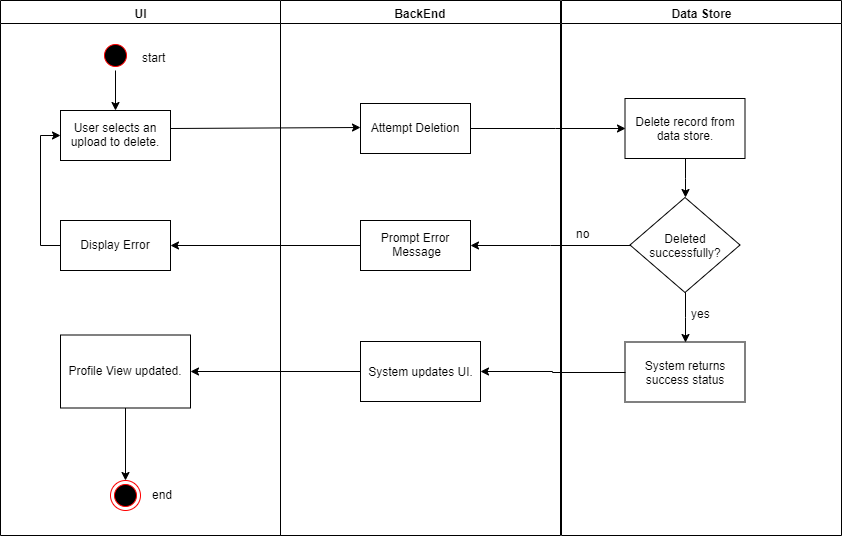 UI
BackEnd
Data Store
start
User selects an
upload to delete.
Attempt Deletion
Delete record from
data store.
Display Error
Prompt Error
Message
no
Deleted
successfully?
yes
Profile View updated.
System updates UI.
System returns
success status
end